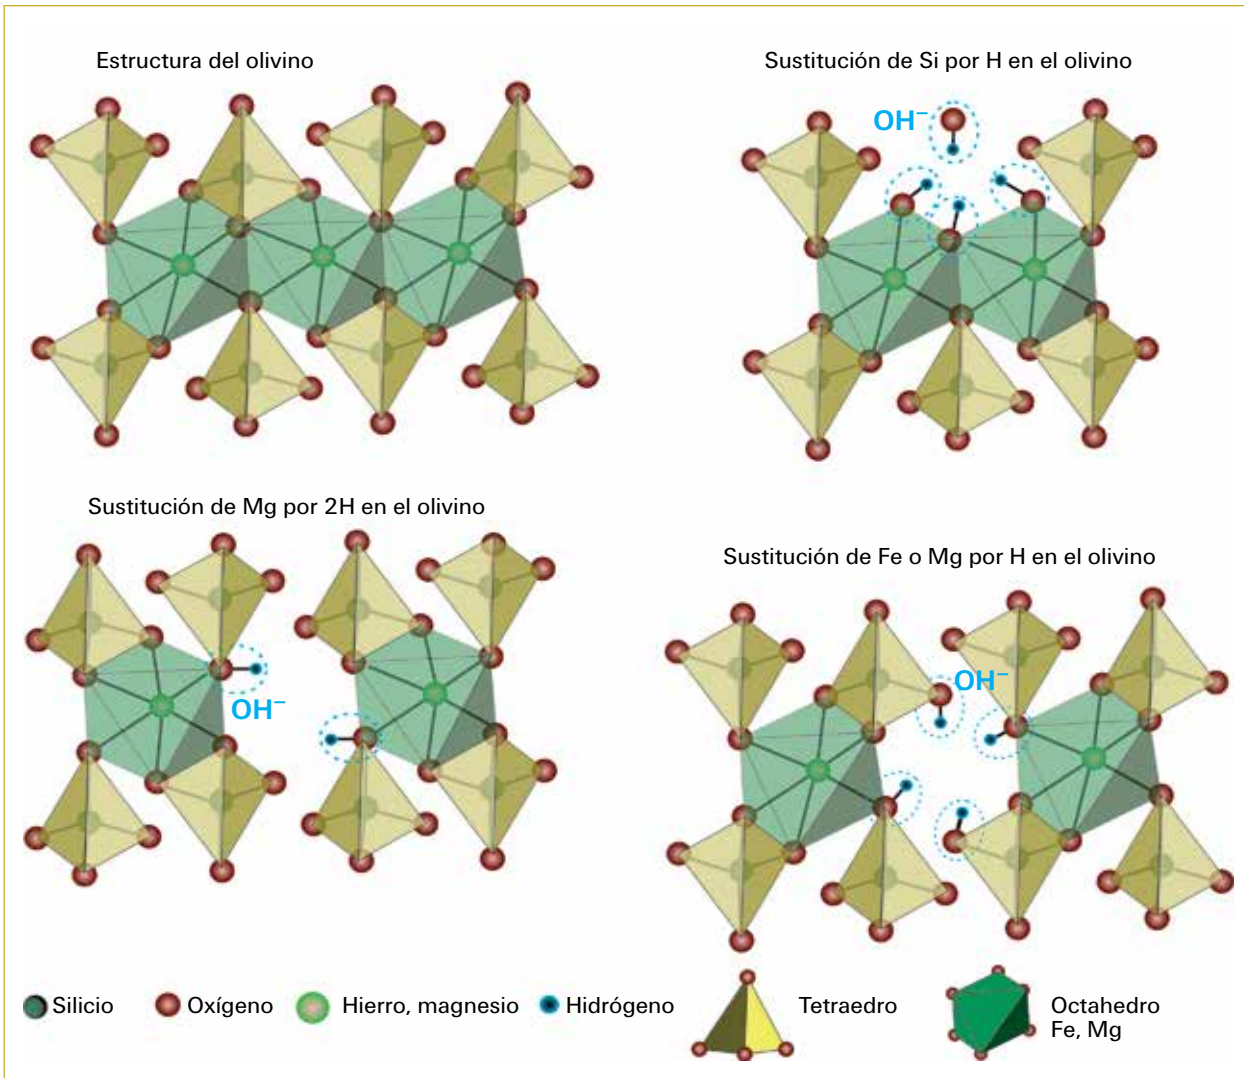 Estructura del olivino
Sustitución de Si por H en el olivino
OH⁻
Sustitución de Mg por 2H en el olivino
OH⁻
Sustitución de Fe o Mg por H en el olivino
OH⁻
Silicio
Oxígeno
Hierro, magnesio
Hidrógeno
Tetraedro
Octahedro
Fe, Mg